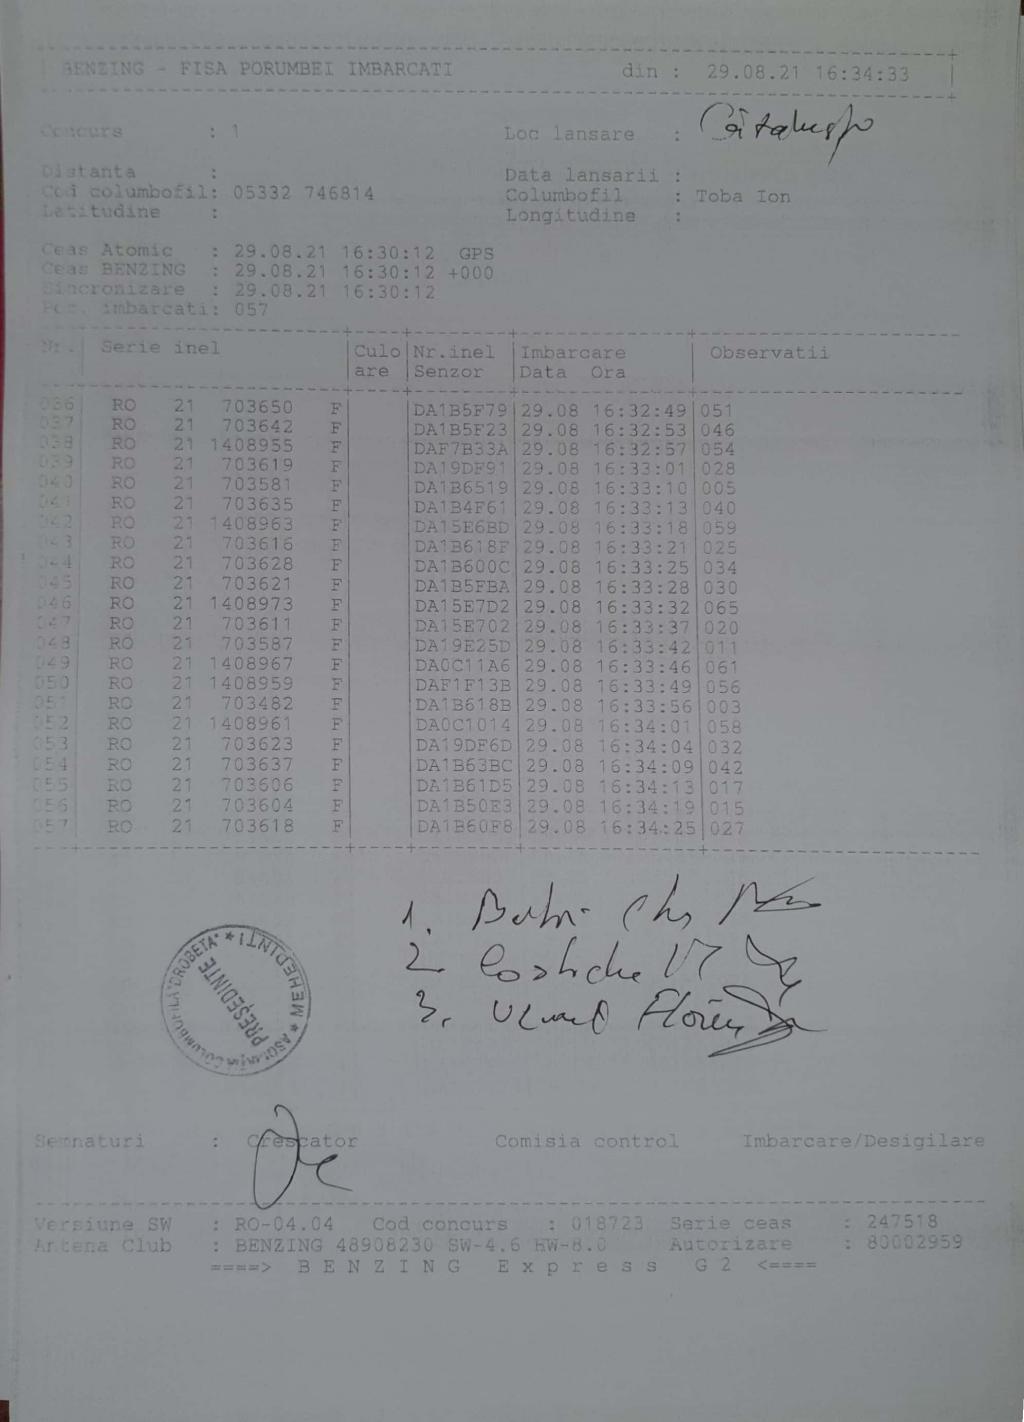 BENZING - FISA PORUMBEI IMBARCATI din : 29.08.21 16:34:33
Concurs : 1 Loc lansare :
Distanta : Data lansarii :
Cod columbofil: 05332 746814 Columbofil : Toba Ion
Latitudine : Longitudine :
Ceas Atomic : 29.08.21 16:30:12 GPS
Ceas BENZING : 29.08.21 16:30:12 +000
Sincronizare : 29.08.21 16:30:12
Por. imbarcati: 057
Nr. Serie inel Culo Nr.inel Imbarcare Observatii
are Senzor Data Ora
036 RO 21 703650 F DA1B5F79 29.08 16:32:49 051
037 RO 21 703642 F DA1B5F23 29.08 16:32:53 046
038 RO 21 1408955 F DAF7B33A 29.08 16:32:57 054
039 RO 21 703619 F DA19DF91 29.08 16:33:01 028
040 RO 21 703581 F DA1B6519 29.08 16:33:10 005
041 RO 21 703635 F DA1B4F61 29.08 16:33:13 040
042 RO 21 1408963 F DA15E6BD 29.08 16:33:18 059
043 RO 21 703616 F DA1B618F 29.08 16:33:21 025
044 RO 21 703628 F DA1B600C 29.08 16:33:25 034
045 RO 21 703621 F DA1B5FBA 29.08 16:33:28 030
046 RO 21 1408973 F DA15E7D2 29.08 16:33:32 065
047 RO 21 703611 F DA15E702 29.08 16:33:37 020
048 RO 21 703587 F DA19E25D 29.08 16:33:42 011
049 RO 21 1408967 F DA0C11A6 29.08 16:33:46 061
050 RO 21 1408959 F DAF1F13B 29.08 16:33:49 056
051 RO 21 703482 F DA1B618B 29.08 16:33:56 003
052 RO 21 1408961 F DA0C1014 29.08 16:34:01 058
053 RO 21 703623 F DA19DF6D 29.08 16:34:04 032
054 RO 21 703637 F DA1B63BC 29.08 16:34:09 042
055 RO 21 703606 F DA1B61D5 29.08 16:34:13 017
056 RO 21 703604 F DA1B50E3 29.08 16:34:19 015
057 RO 21 703618 F DA1B60F8 29.08 16:34:25 027
1.
2.
3. Florin
ASOCIAȚIA COLUMBOFILA "DROBETA" * MEHEDINTI *
PREȘEDINTE
Semnaturi : Crescator Comisia control Imbarcare/Desigilare
Versiune SW : RO-04.04 Cod concurs : 018723 Serie ceas : 247518
Antena Club : BENZING 48908230 SW-4.6 HW-8.0 Autorizare : 80002959
====> B E N Z I N G E x p r e s s G 2 <====